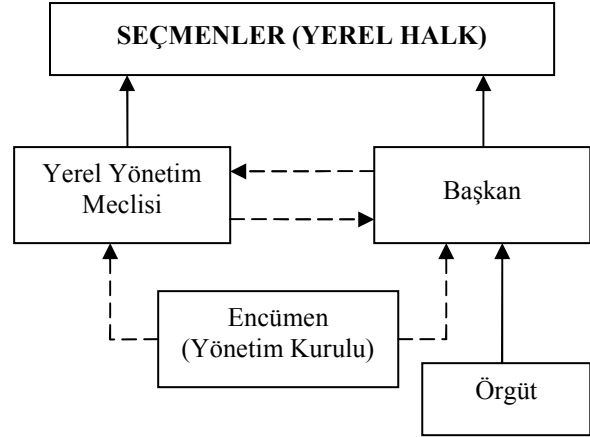 SEÇMENLER (YEREL HALK)
Yerel Yönetim
Meclisi
Başkan
Encümen
(Yönetim Kurulu)
Örgüt